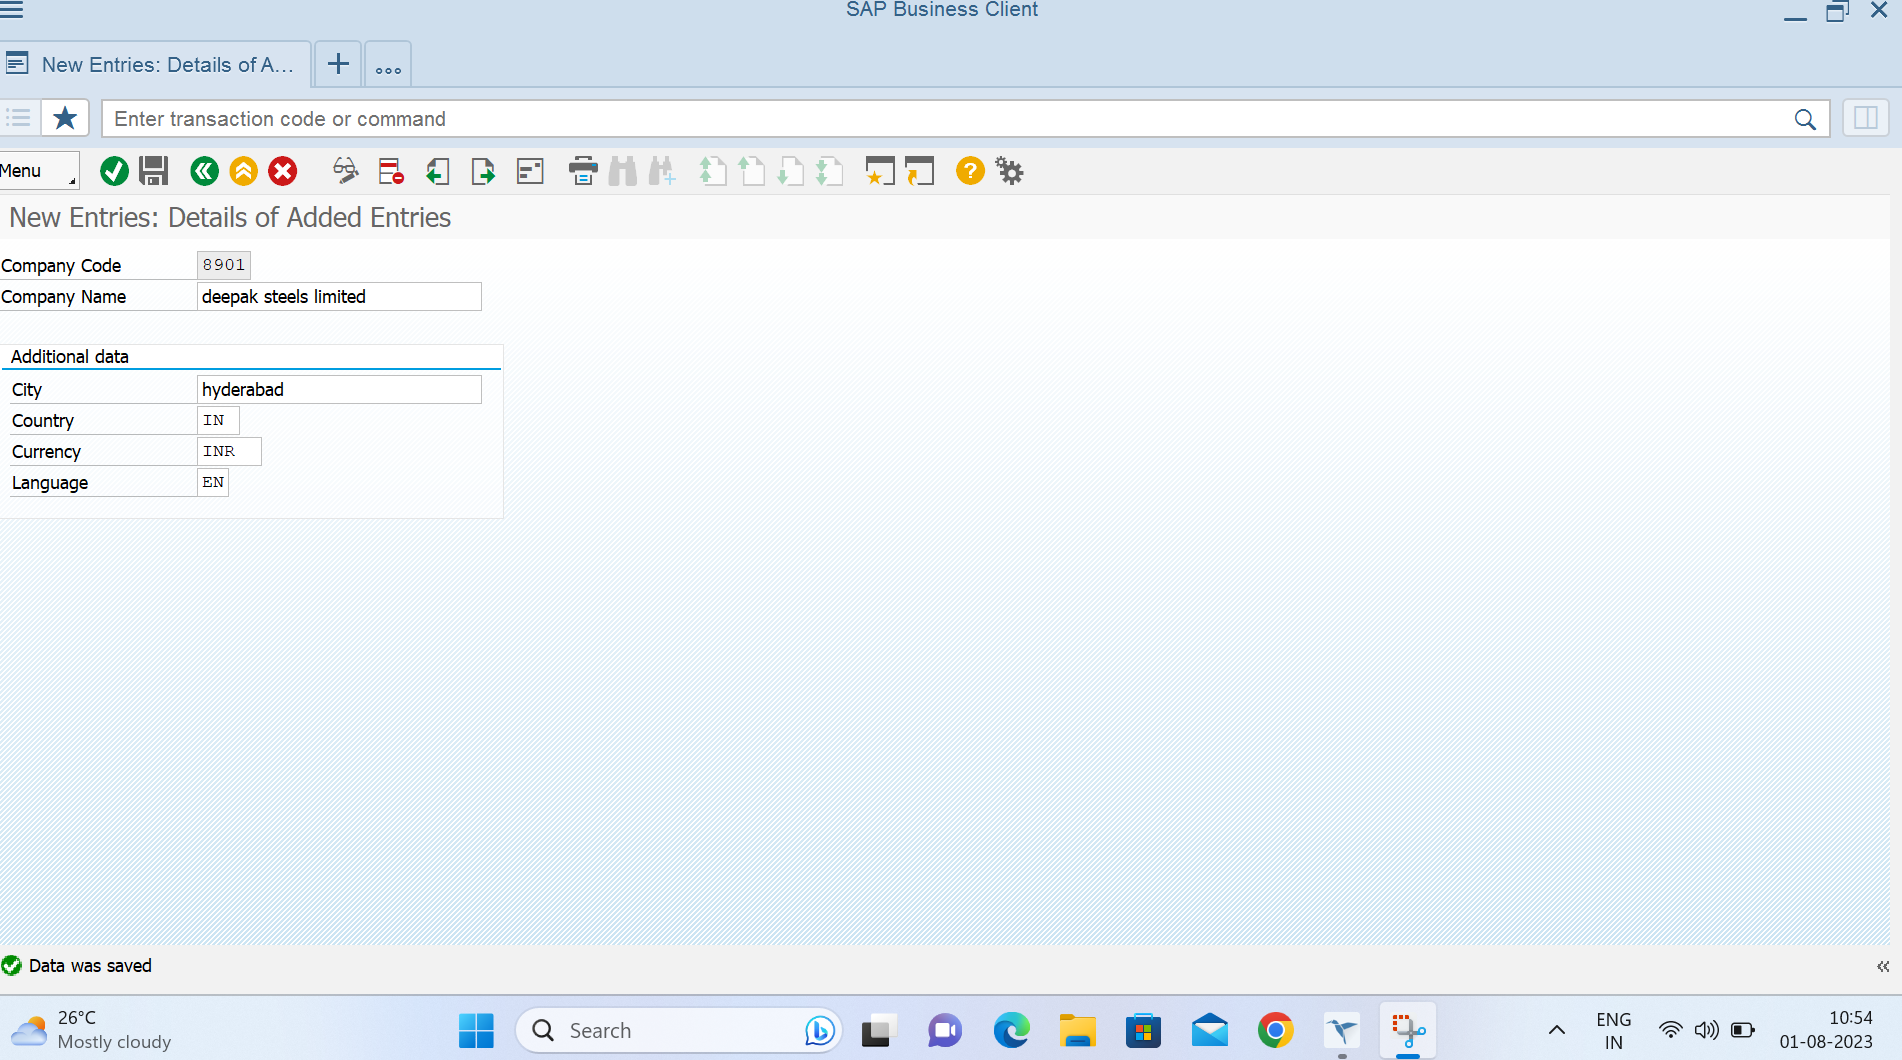 SAP Business Client
New Entries: Details of A...
Enter transaction code or command
Menu
New Entries: Details of Added Entries
Company Code 8901
Company Name deepak steels limited
Additional data
City hyderabad
Country IN
Currency INR
Language EN
Data was saved
26°C
Mostly cloudy
Search
ENG
IN
10:54
01-08-2023